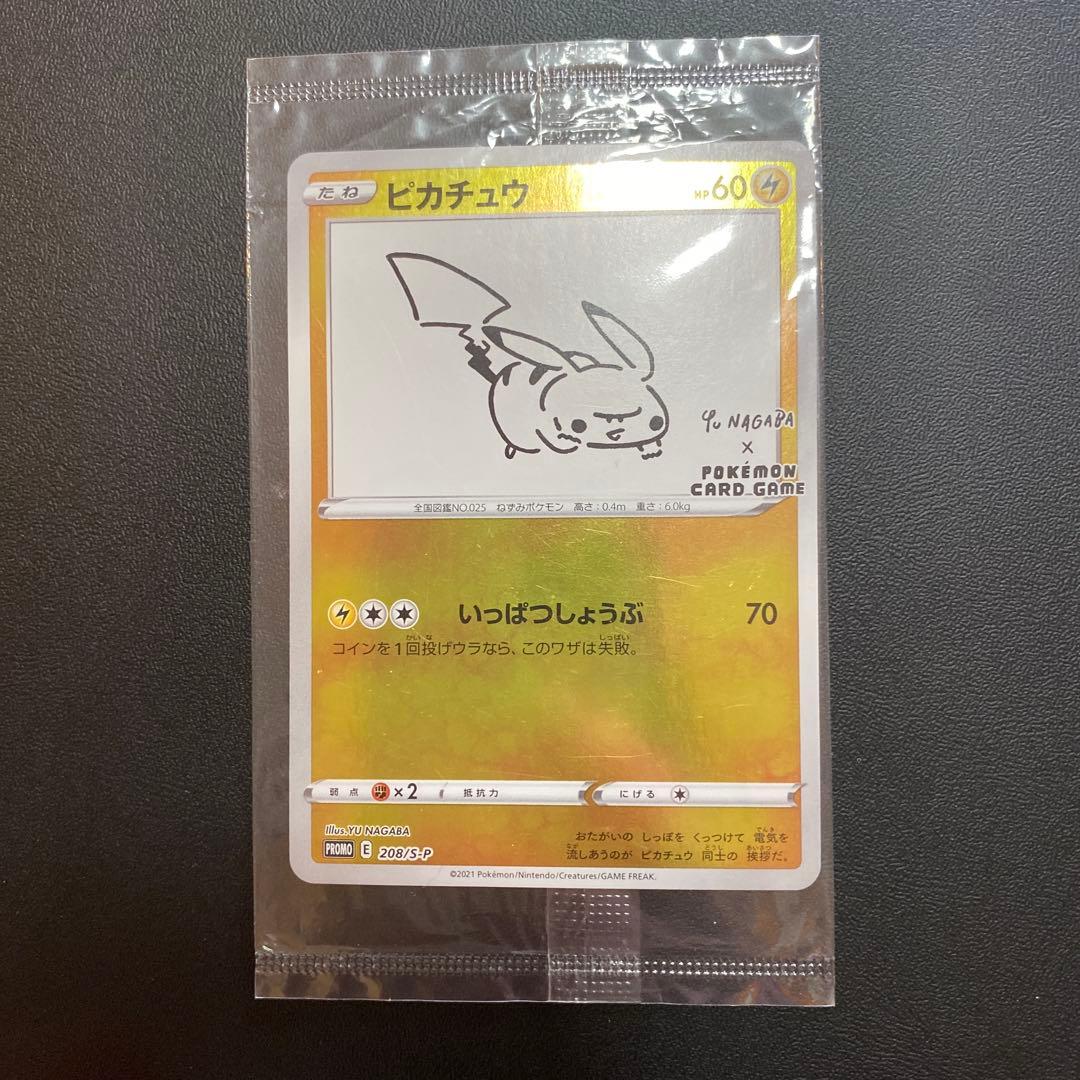 たね ピカチュウ HP60
YU NAGABA
×
POKÉMON
CARD GAME
全国図鑑NO.025 ねずみポケモン 高さ：0.4m 重さ：6.0kg
いっぱつしょうぶ 70
コインを1回投げウラなら、このワザは失敗。
弱点 ×2 抵抗力 にげる
Illus.YU NAGABA
PROMO E 208/S-P
おたがいの しっぽを くっつけて 電気を
流しあうのが ピカチュウ 同士の 挨拶だ。
©2021 Pokémon/Nintendo/Creatures/GAME FREAK.